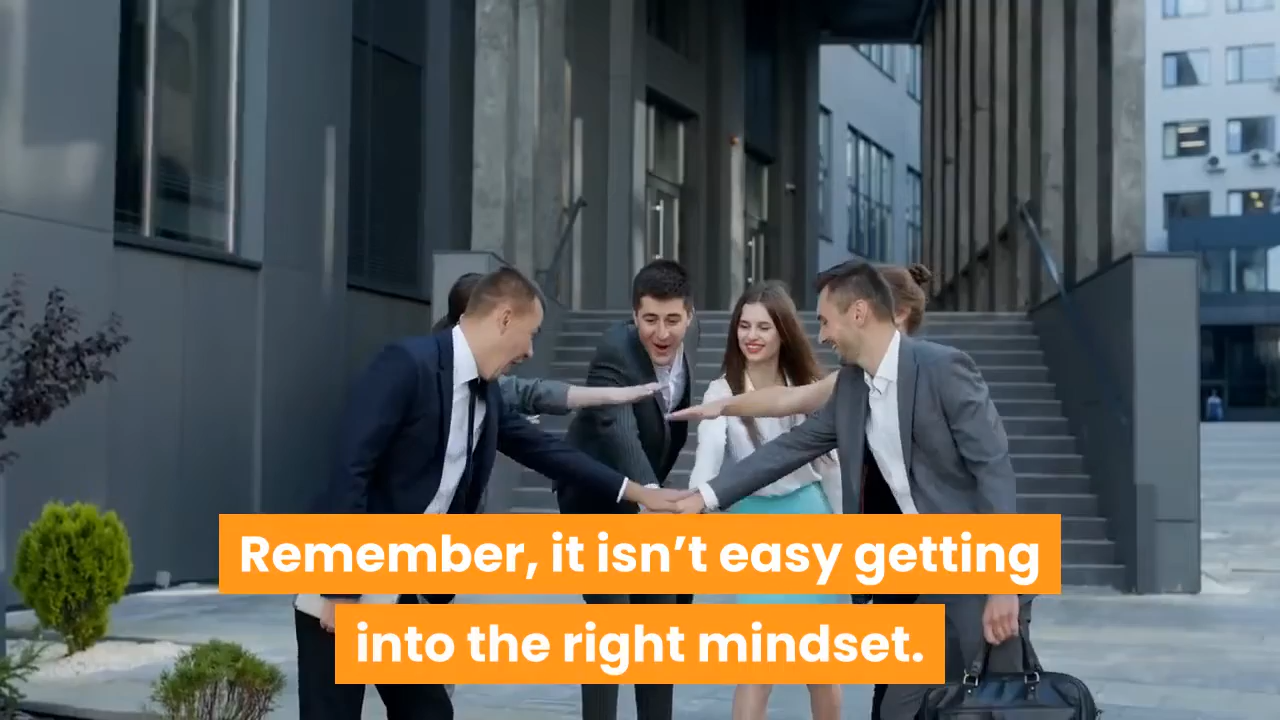 Remember, it isn’t easy getting
into the right mindset.